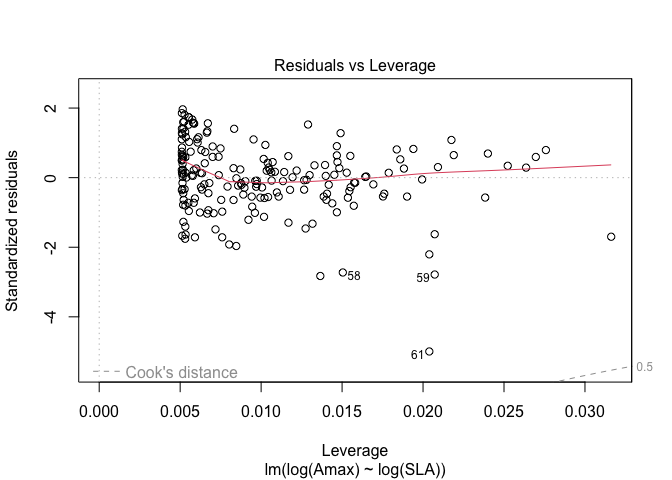 Residuals vs Leverage
Standardized residuals
2
0
-2
-4
58
59
61
Cook's distance
0.5
0.000 0.005 0.010 0.015 0.020 0.025 0.030
Leverage
lm(log(Amax) ~ log(SLA))